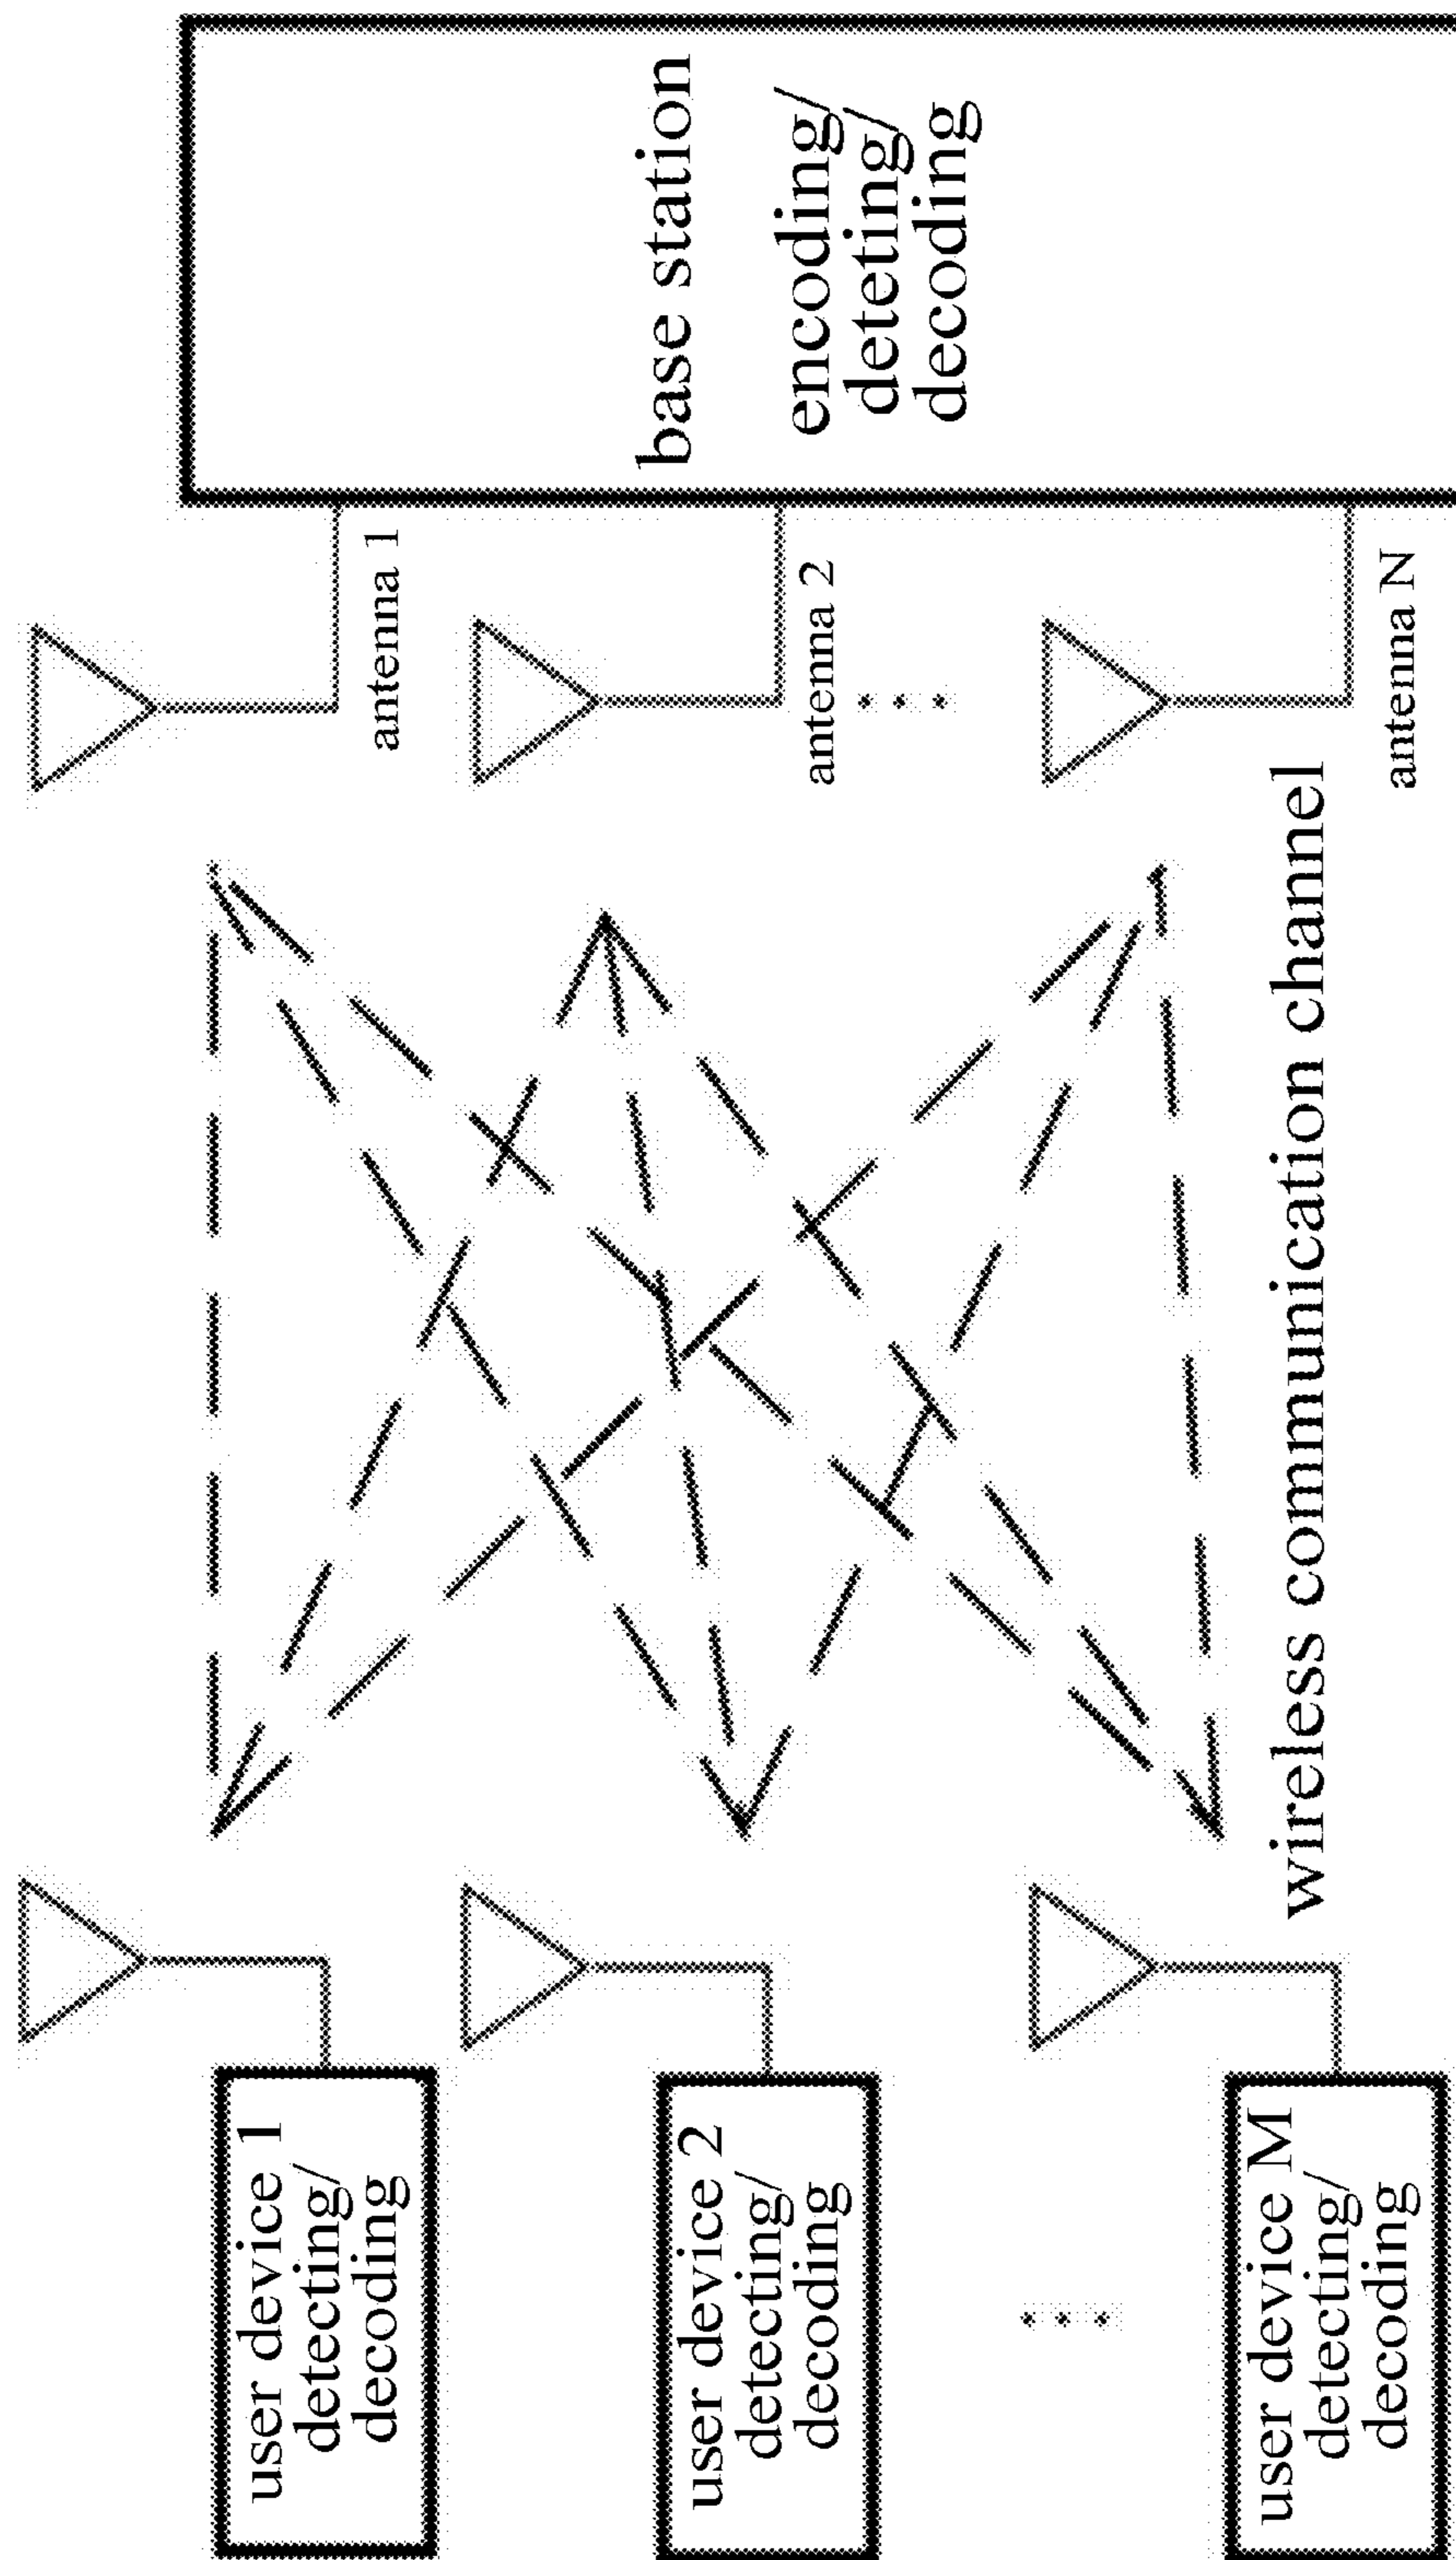 user device 1
detecting/
decoding
user device 2
detecting/
decoding
user device M
detecting/
decoding
wireless communication channel
antenna 1
antenna 2
antenna N
base station
encoding/
deteting/
decoding